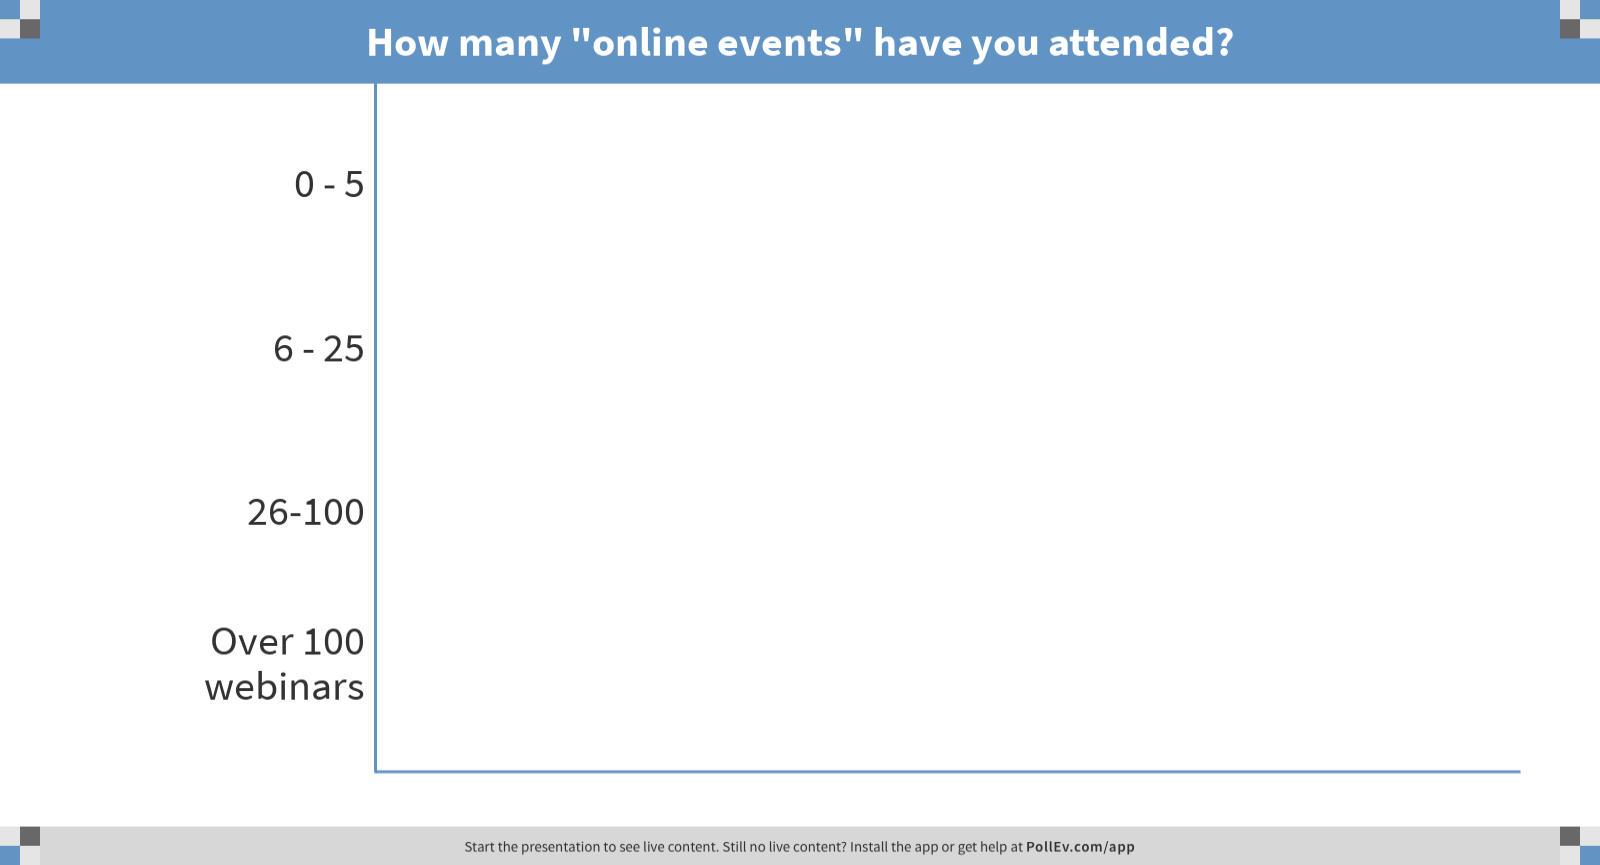 How many "online events" have you attended?
0 - 5
6 - 25
26-100
Over 100
webinars
Start the presentation to see live content. Still no live content? Install the app or get help at PollEv.com/app